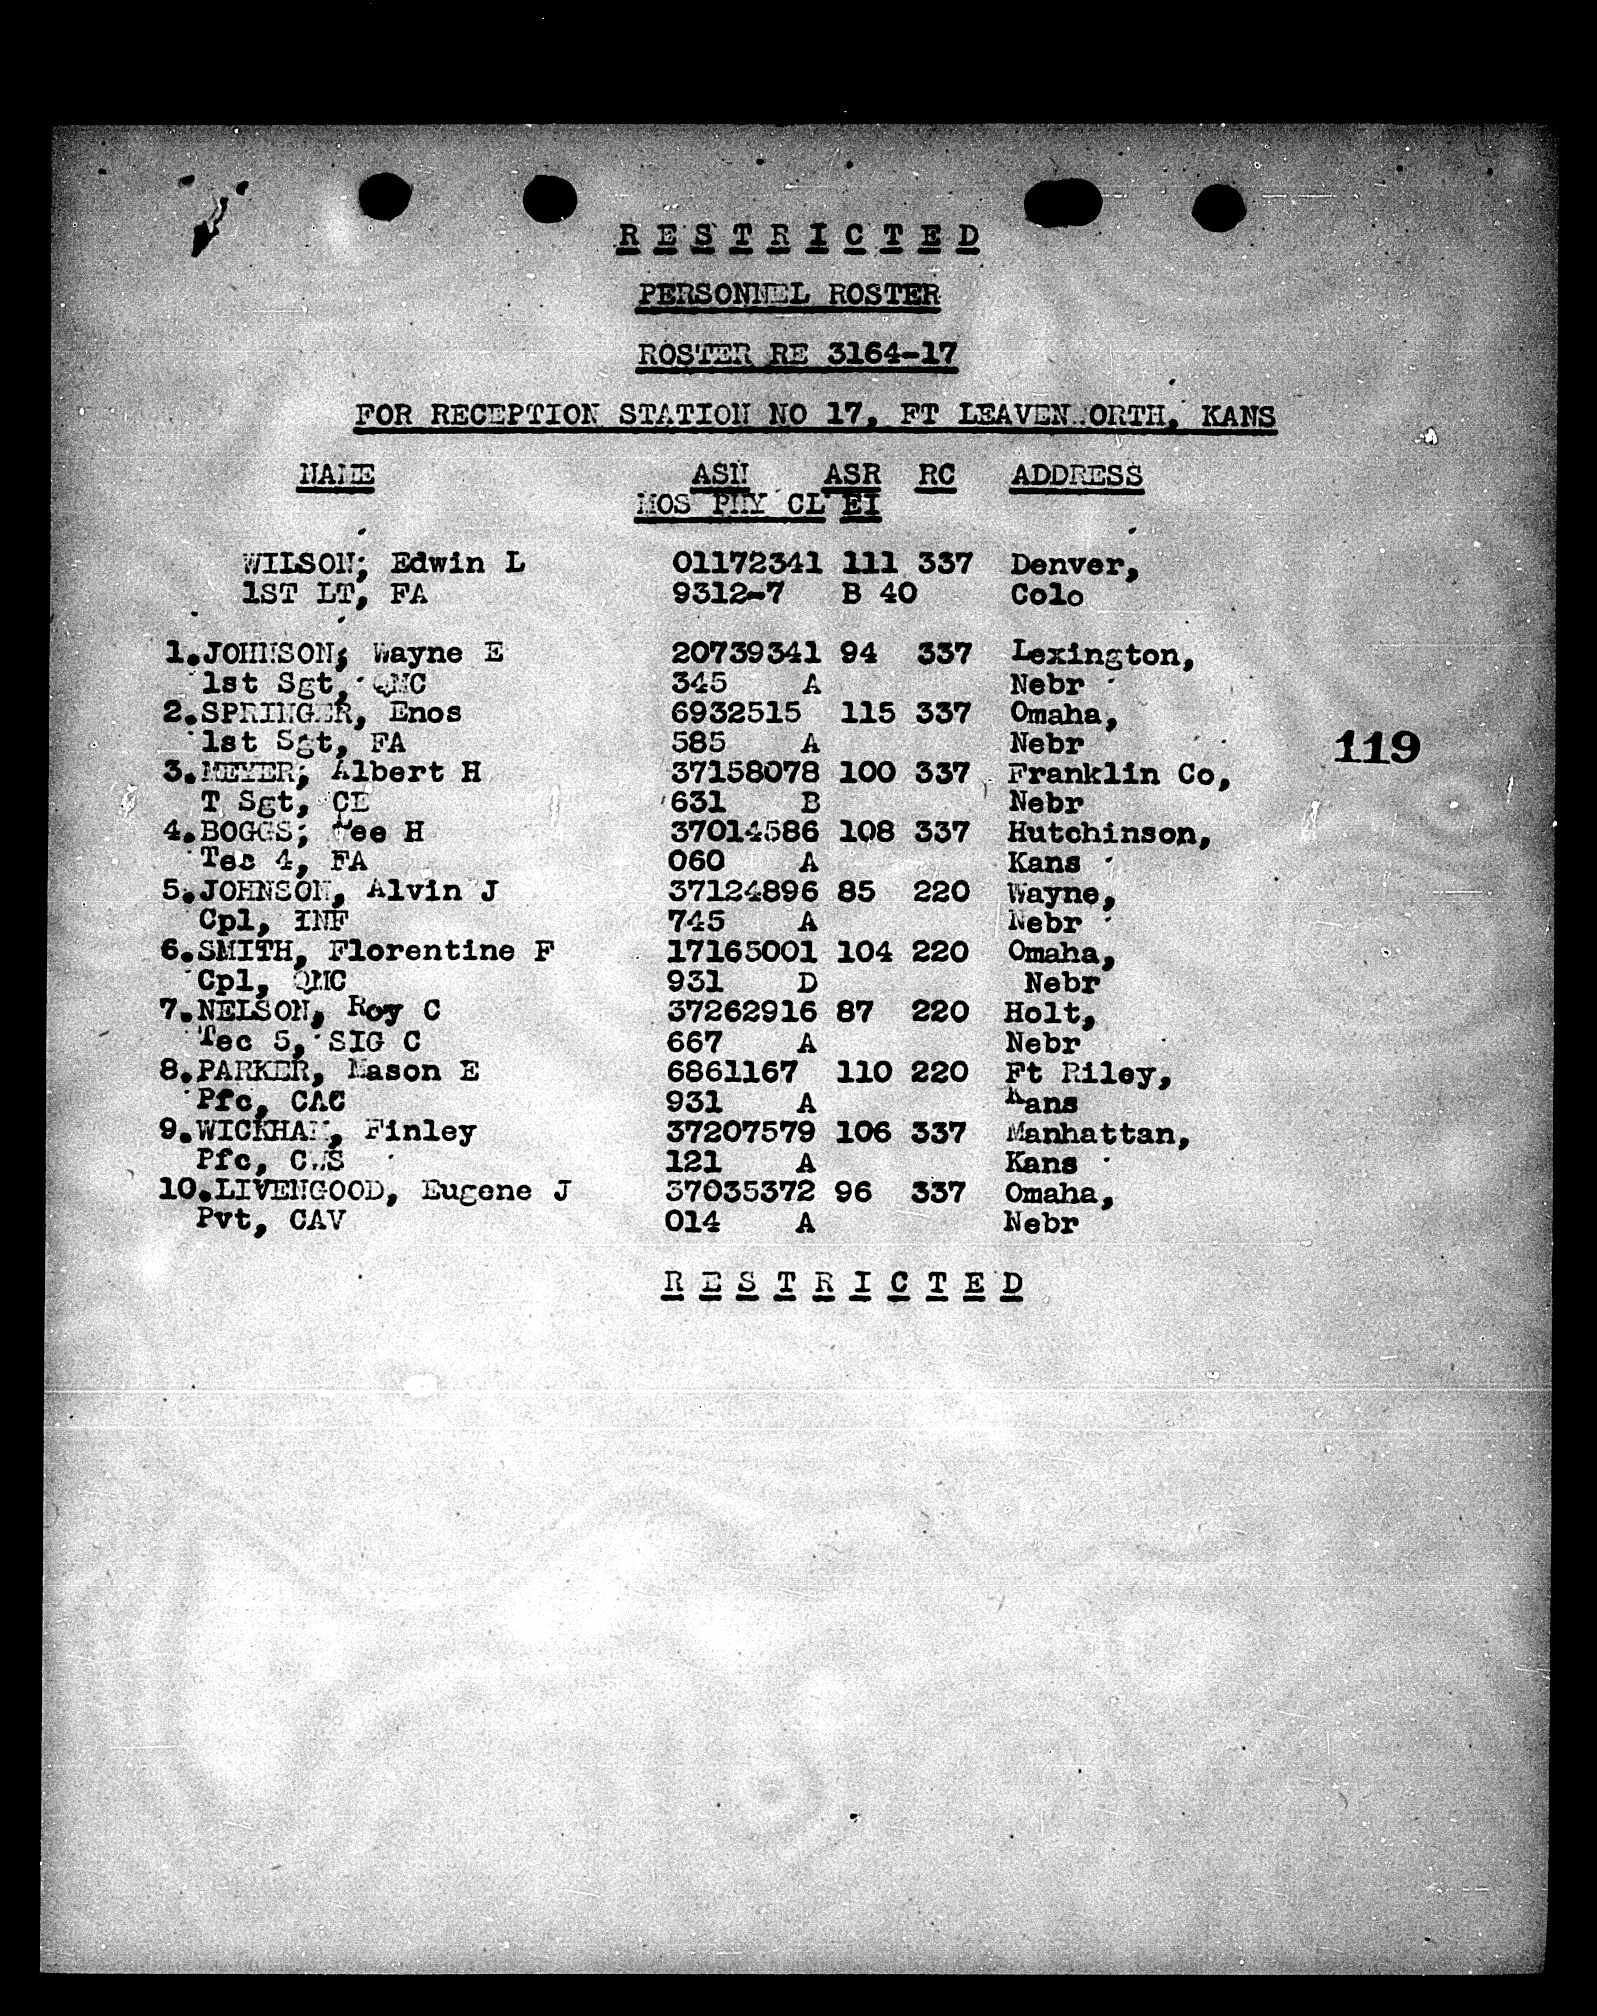 R E S T R I C T E D
PERSONNEL ROSTER
ROSTER RE 3164-17
FOR RECEPTION STATION NO 17, FT LEAVENWORTH, KANS
NAME ASN ASR RC ADDRESS
MOS PHY CL EI
WILSON, Edwin L 01172341 111 337 Denver,
1ST LT, FA 9312-7 B 40 Colo
1.JOHNSON, Wayne E 20739341 94 337 Lexington,
1st Sgt, QMC 345 A Nebr
2.SPRINGER, Enos 6932515 115 337 Omaha,
1st Sgt, FA 585 A Nebr
119
3.MEYER, Albert H 37158078 100 337 Franklin Co,
T Sgt, CE 631 B Nebr
4.BOGGS, Tee H 37014586 108 337 Hutchinson,
Tec 4, FA 060 A Kans
5.JOHNSON, Alvin J 37124896 85 220 Wayne,
Cpl, INF 745 A Nebr
6.SMITH, Florentine F 17165001 104 220 Omaha,
Cpl, QMC 931 D Nebr
7.NELSON, Roy C 37262916 87 220 Holt,
Tec 5, SIG C 667 A Nebr
8.PARKER, Mason E 6861167 110 220 Ft Riley,
Pfc, CAC 931 A Kans
9.WICKHAM, Finley 37207579 106 337 Manhattan,
Pfc, CWS 121 A Kans
10.LIVENGOOD, Eugene J 37035372 96 337 Omaha,
Pvt, CAV 014 A Nebr
R E S T R I C T E D